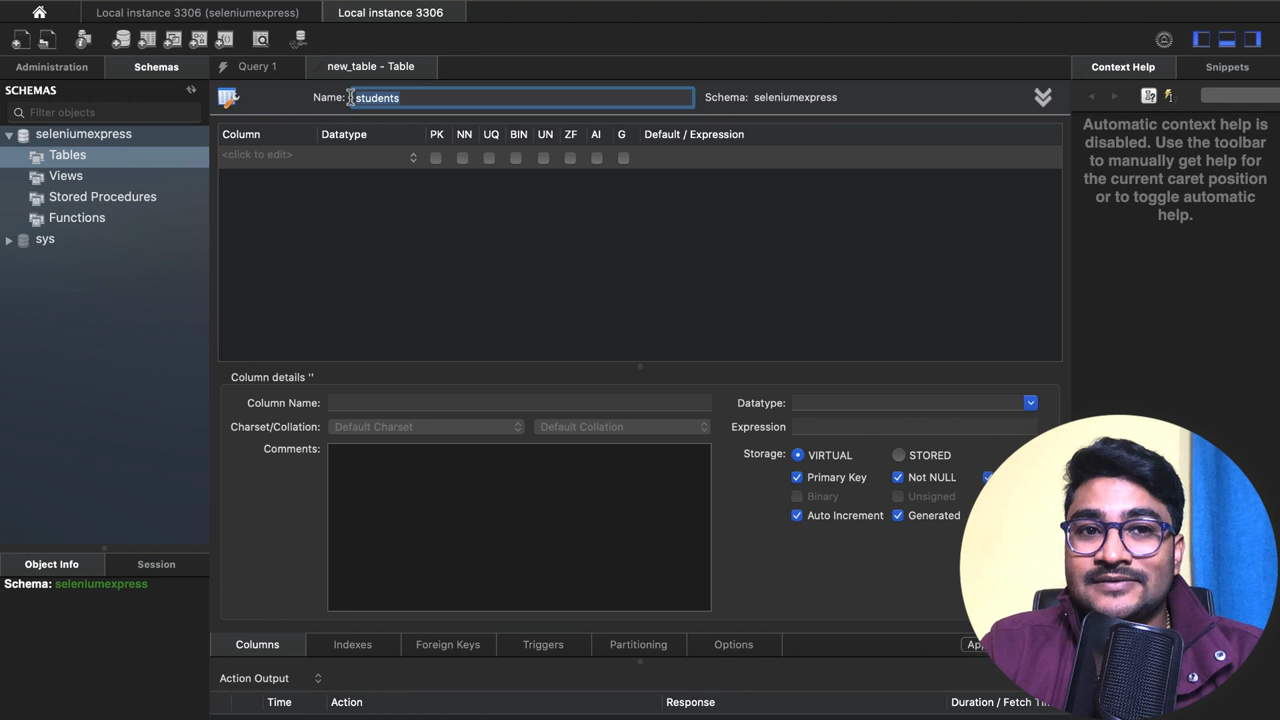 Local instance 3306 (seleniumexpress)
Local instance 3306
Administration
Schemas
Query 1
new_table - Table
Context Help
Snippets
SCHEMAS
Filter objects
seleniumexpress
Tables
Views
Stored Procedures
Functions
sys
Name: students
Schema: seleniumexpress
Column Datatype PK NN UQ BIN UN ZF AI G Default / Expression
<click to edit>
Automatic context help is
disabled. Use the toolbar
to manually get help for
the current caret position
or to toggle automatic
help.
Column details ''
Column Name:
Datatype:
Charset/Collation: Default Charset Default Collation
Expression
Comments:
Storage: VIRTUAL STORED
Primary Key Not NULL
Binary Unsigned
Auto Increment Generated
Object Info
Session
Schema: seleniumexpress
Columns Indexes Foreign Keys Triggers Partitioning Options
Action Output
Time Action Response Duration / Fetch